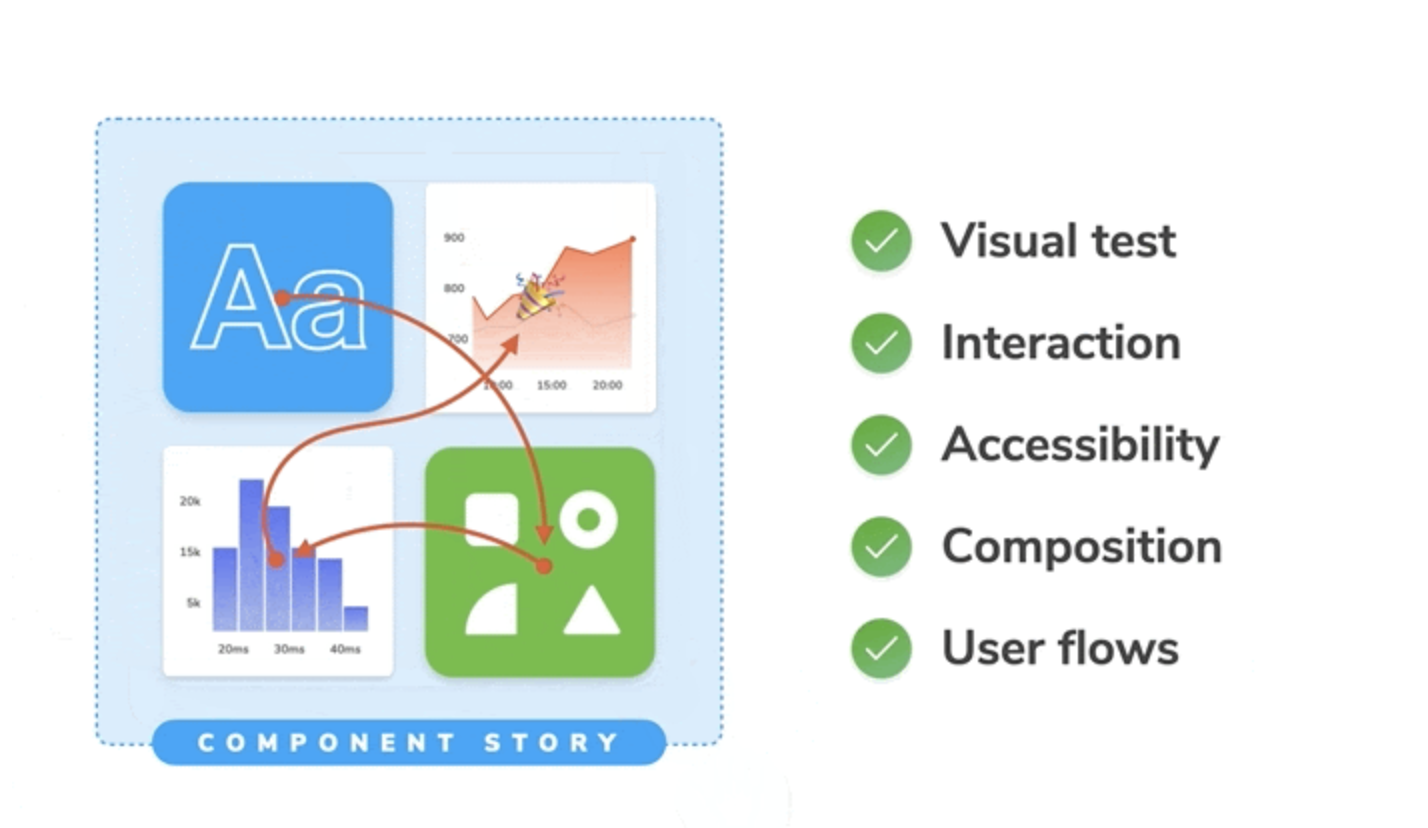 Aa
900
800
700
10:00 15:00 20:00
20k
15k
5k
20ms 30ms 40ms
COMPONENT STORY
Visual test
Interaction
Accessibility
Composition
User flows